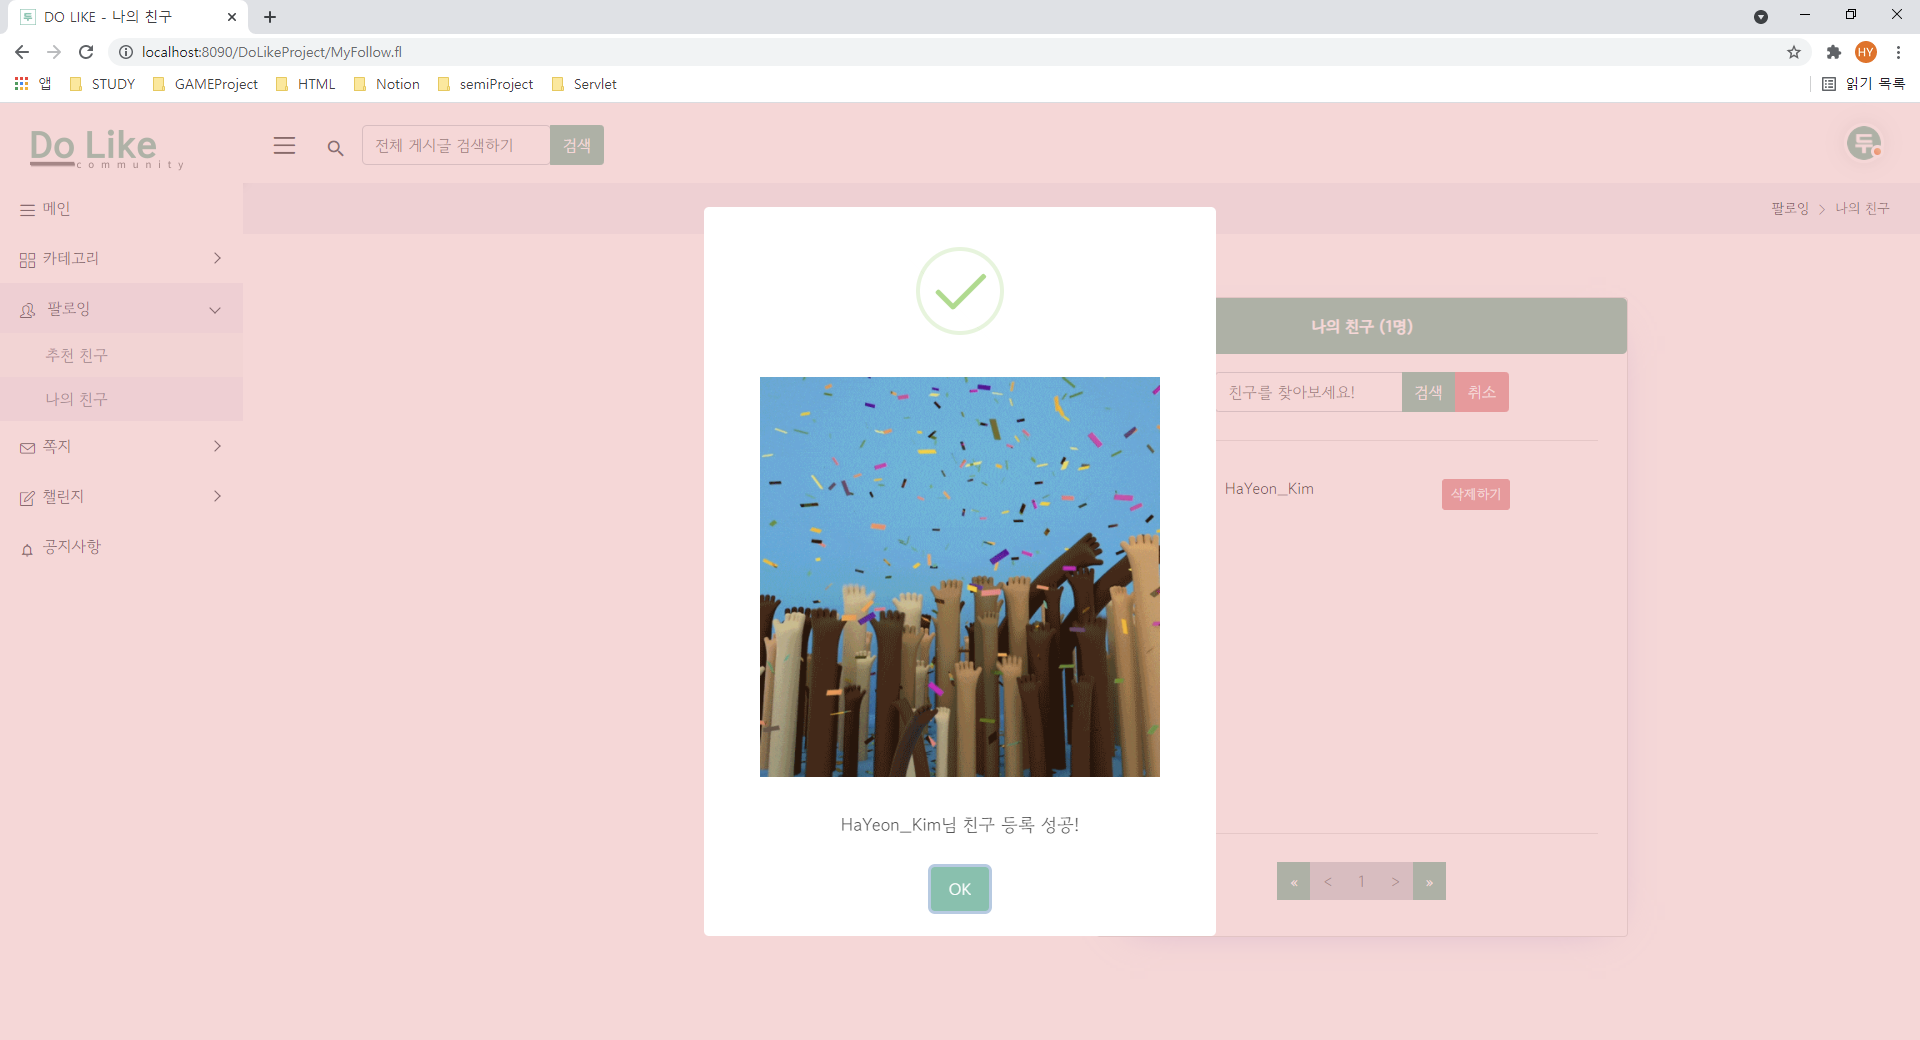 두 DO LIKE - 나의 친구
localhost:8090/DoLikeProject/MyFollow.fl
HY
앱 STUDY GAMEProject HTML Notion semiProject Servlet 읽기 목록
Do Like
community
전체 게시글 검색하기 검색
두
팔로잉 > 나의 친구
메인
카테고리
팔로잉
추천 친구
나의 친구
쪽지
챌린지
공지사항
나의 친구 (1명)
친구를 찾아보세요! 검색 취소
HaYeon_Kim 삭제하기
« < 1 > »
HaYeon_Kim님 친구 등록 성공!
OK